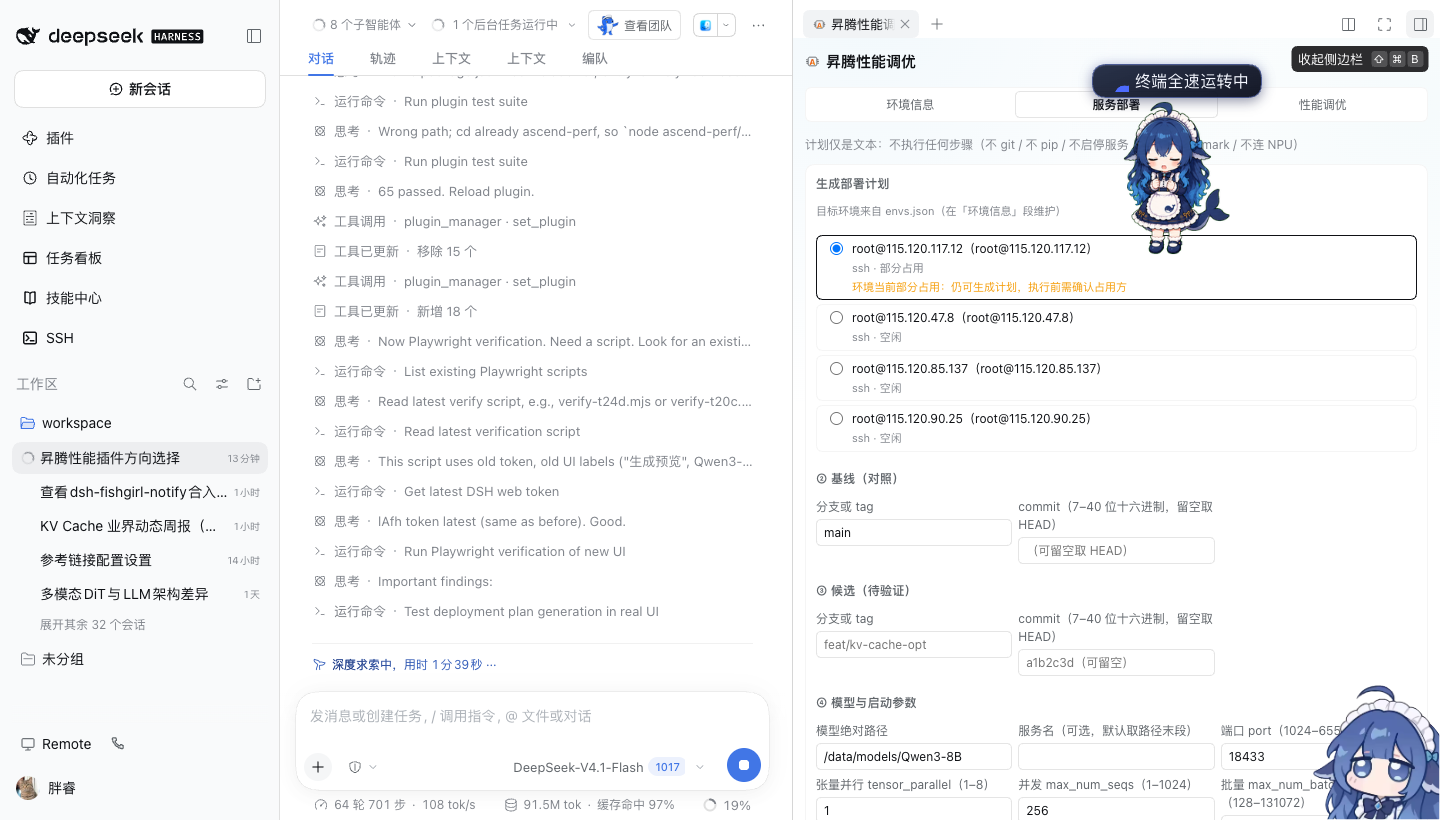 deepseek HARNESS
新会话
插件
自动化任务
上下文洞察
任务看板
技能中心
SSH
工作区
workspace
昇腾性能插件方向选择 13分钟
查看dsh-fishgirl-notify合入... 1小时
KV Cache 业界动态周报（... 1小时
参考链接配置设置 14小时
多模态DiT与LLM架构差异 1天
展开其余 32 个会话
未分组
Remote
胖睿
8 个子智能体
1 个后台任务运行中
查看团队
对话 轨迹 上下文 上下文 编队
运行命令 · Run plugin test suite
思考 · Wrong path; cd already ascend-perf, so `node ascend-perf/...
运行命令 · Run plugin test suite
思考 · 65 passed. Reload plugin.
工具调用 · plugin_manager · set_plugin
工具已更新 · 移除 15 个
工具调用 · plugin_manager · set_plugin
工具已更新 · 新增 18 个
思考 · Now Playwright verification. Need a script. Look for an existi...
运行命令 · List existing Playwright scripts
思考 · Read latest verify script, e.g., verify-t24d.mjs or verify-t20c....
运行命令 · Read latest verification script
思考 · This script uses old token, old UI labels ("生成预览", Qwen3-...
运行命令 · Get latest DSH web token
思考 · lAfh token latest (same as before). Good.
运行命令 · Run Playwright verification of new UI
思考 · Important findings:
运行命令 · Test deployment plan generation in real UI
深度求索中，用时 1分39秒 ···
发消息或创建任务，/ 调用指令，@ 文件或对话
DeepSeek-V4.1-Flash 1017
64 轮 701 步 · 108 tok/s 91.5M tok · 缓存命中 97% 19%
昇腾性能调
昇腾性能调优
收起侧边栏 ⇧ ⌘ B
终端全速运转中
环境信息 服务部署 性能调优
计划仅是文本：不执行任何步骤（不 git / 不 pip / 不启停服务 mark / 不连 NPU）
生成部署计划
目标环境来自 envs.json（在「环境信息」段维护）
root@115.120.117.12（root@115.120.117.12）
ssh · 部分占用
环境当前部分占用：仍可生成计划，执行前需确认占用方
root@115.120.47.8（root@115.120.47.8）
ssh · 空闲
root@115.120.85.137（root@115.120.85.137）
ssh · 空闲
root@115.120.90.25（root@115.120.90.25）
ssh · 空闲
② 基线（对照）
分支或 tag
main
commit（7–40 位十六进制，留空取
HEAD）
（可留空取 HEAD）
③ 候选（待验证）
分支或 tag
feat/kv-cache-opt
commit（7–40 位十六进制，留空取
HEAD）
a1b2c3d（可留空）
④ 模型与启动参数
模型绝对路径 服务名（可选，默认取路径末段） 端口 port（1024–655
/data/models/Qwen3-8B 18433
张量并行 tensor_parallel（1–8） 并发 max_num_seqs（1–1024） 批量 max_num_batc
（128–131072）
1 256